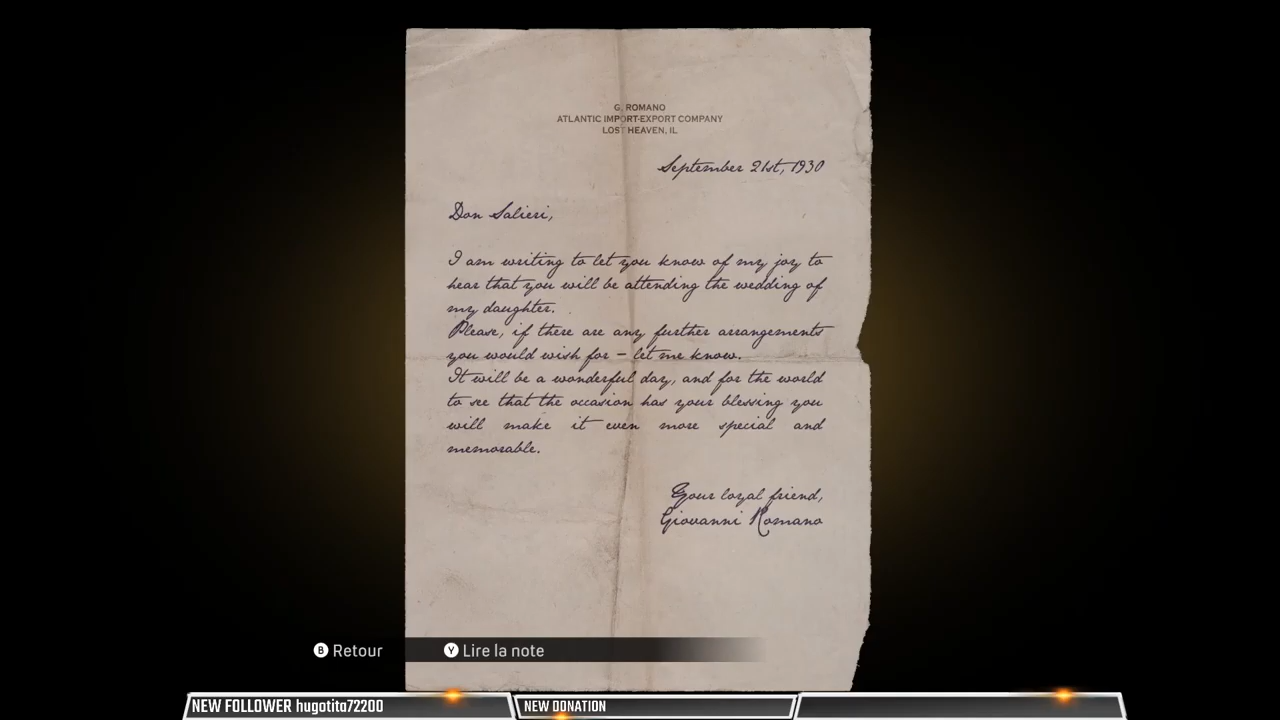 G. ROMANO
ATLANTIC IMPORT-EXPORT COMPANY
LOST HEAVEN, IL
September 21st, 1930
Don Salieri,
I am writing to let you know of my joy to
hear that you will be attending the wedding of
my daughter.
Please, if there are any further arrangements
you would wish for – let me know.
It will be a wonderful day, and for the world
to see that the occasion has your blessing you
will make it even more special and
memorable.
Your loyal friend,
Giovanni Romano
B Retour
Y Lire la note
NEW FOLLOWER hugotita72200
NEW DONATION